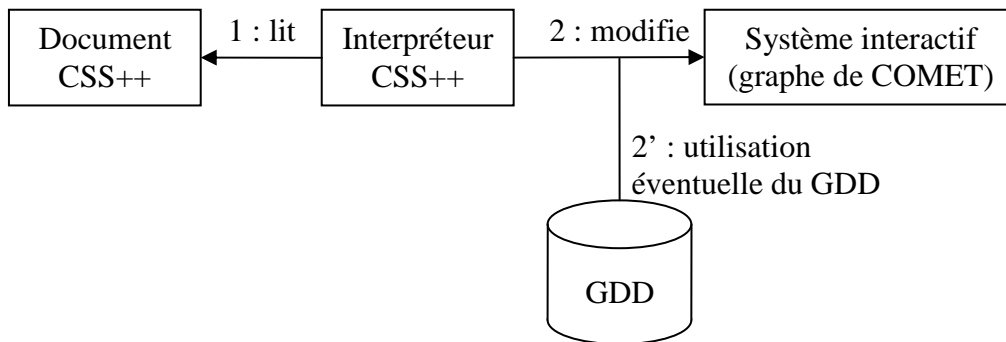 Document
CSS++
1 : lit
Interpréteur
CSS++
2 : modifie
Système interactif
(graphe de COMET)
2’ : utilisation
éventuelle du GDD
GDD